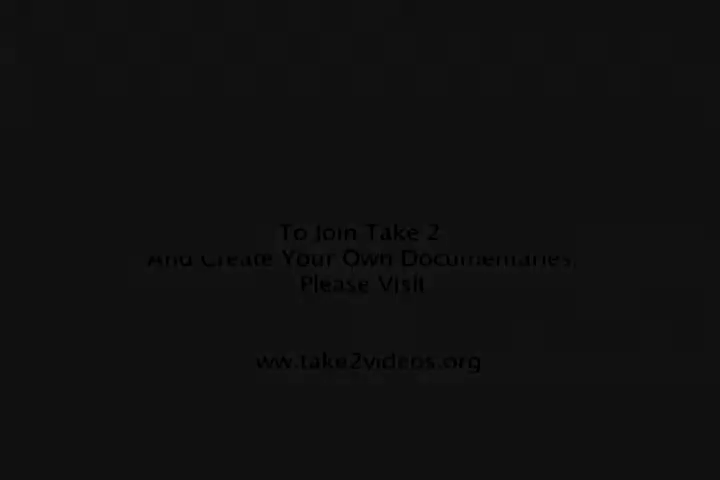 To Join Take 2
And Create Your Own Documentaries,
Please Visit
ww.take2videos.org